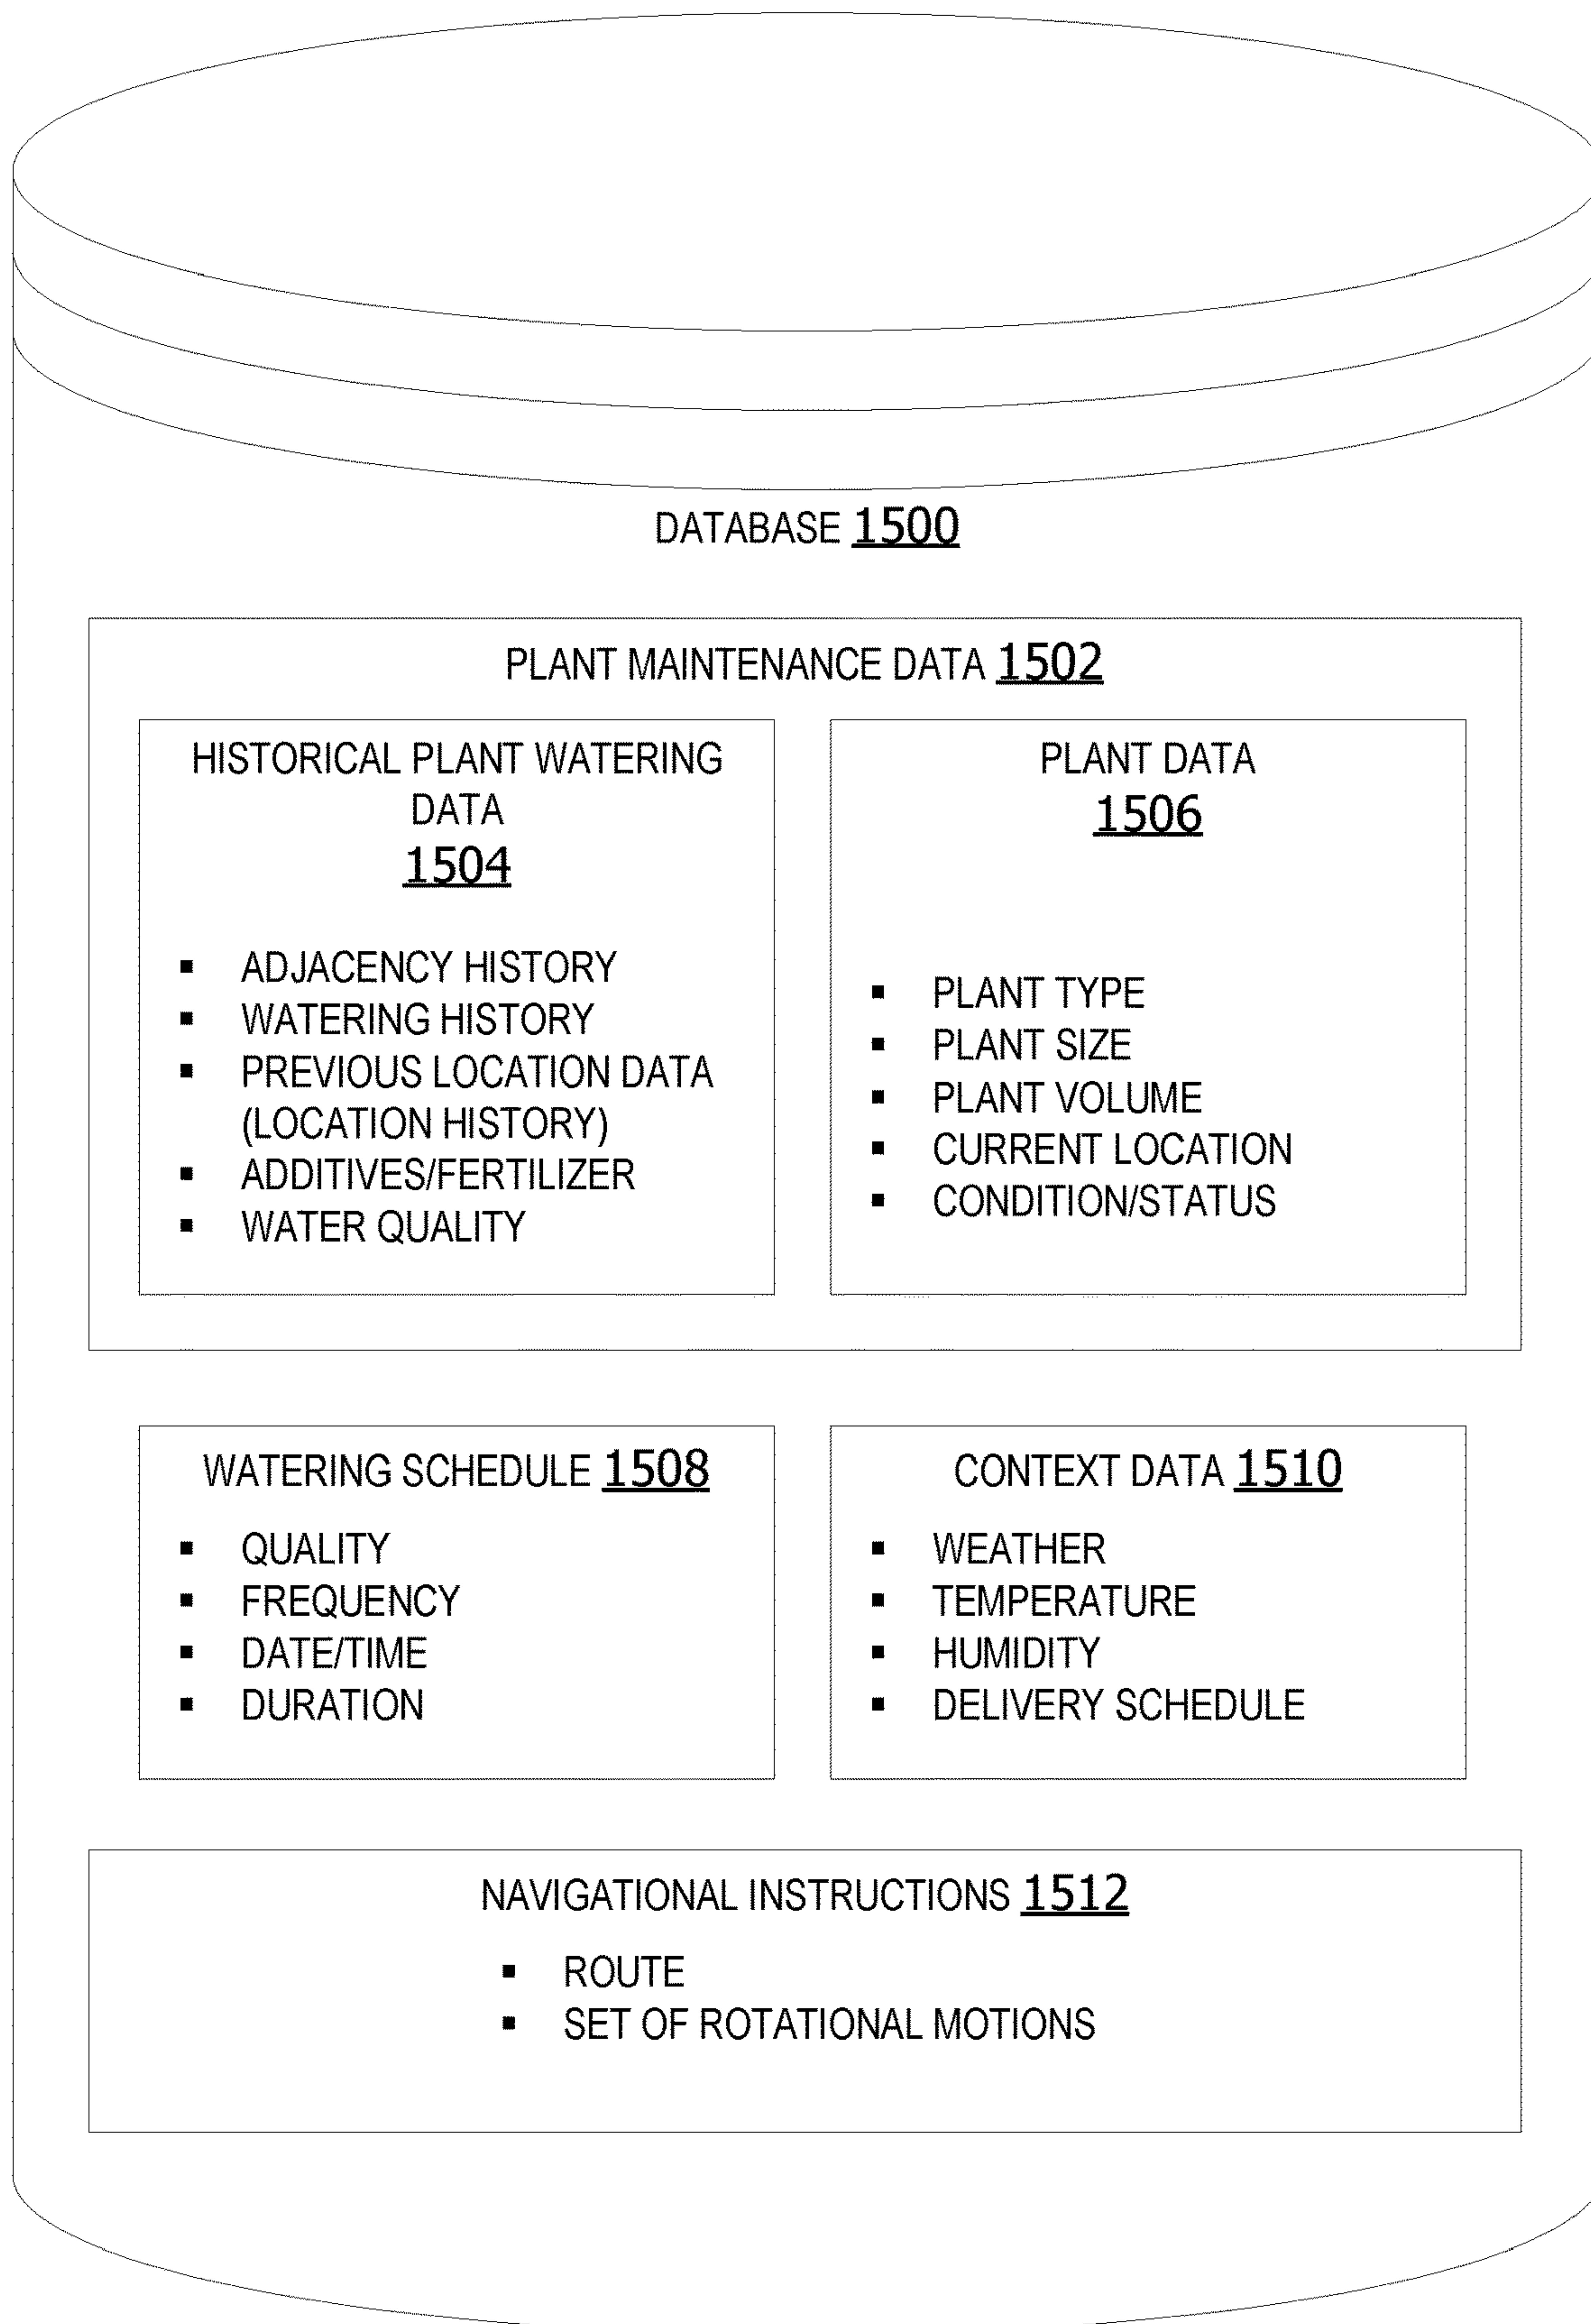 DATABASE 1500
PLANT MAINTENANCE DATA 1502
HISTORICAL PLANT WATERING
DATA
1504
▪ ADJACENCY HISTORY
▪ WATERING HISTORY
▪ PREVIOUS LOCATION DATA
(LOCATION HISTORY)
▪ ADDITIVES/FERTILIZER
▪ WATER QUALITY
PLANT DATA
1506
▪ PLANT TYPE
▪ PLANT SIZE
▪ PLANT VOLUME
▪ CURRENT LOCATION
▪ CONDITION/STATUS
WATERING SCHEDULE 1508
▪ QUALITY
▪ FREQUENCY
▪ DATE/TIME
▪ DURATION
CONTEXT DATA 1510
▪ WEATHER
▪ TEMPERATURE
▪ HUMIDITY
▪ DELIVERY SCHEDULE
NAVIGATIONAL INSTRUCTIONS 1512
▪ ROUTE
▪ SET OF ROTATIONAL MOTIONS